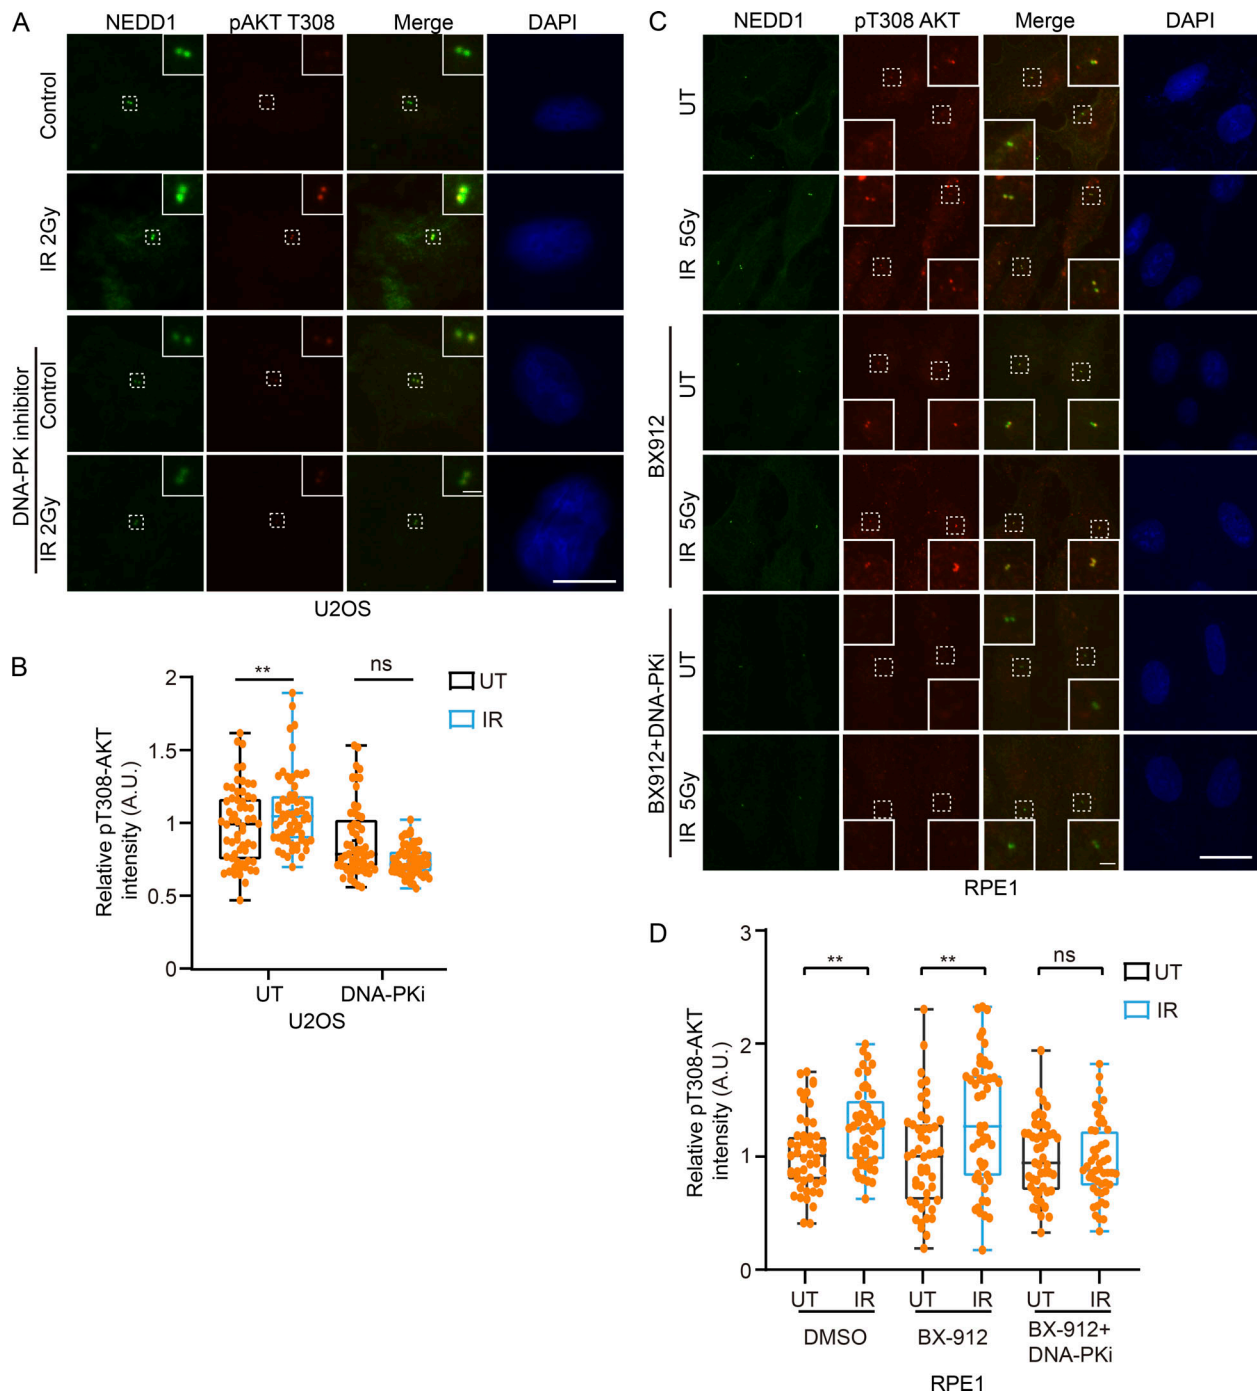 A
NEDD1 pAKT T308 Merge DAPI
Control
IR 2Gy
DNA-PK inhibitor
Control
IR 2Gy
U2OS
B
Relative pT308-AKT
intensity (A.U.)
2
1.5
1
0.5
0
** ns
UT
IR
UT DNA-PKi
U2OS
C
NEDD1 pT308 AKT Merge DAPI
UT
IR 5Gy
BX912
UT
IR 5Gy
BX912+DNA-PKi
UT
IR 5Gy
RPE1
D
Relative pT308-AKT
intensity (A.U.)
3
2
1
0
** ** ns
UT
IR
UT IR UT IR UT IR
DMSO BX-912 BX-912+
DNA-PKi
RPE1